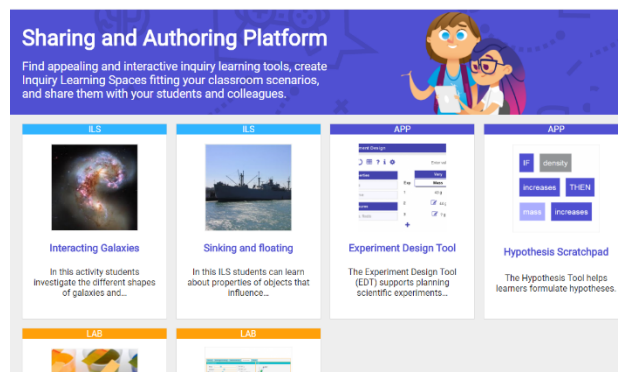 Sharing and Authoring Platform
Find appealing and interactive inquiry learning tools, create
Inquiry Learning Spaces fitting your classroom scenarios,
and share them with your students and colleagues.
ILS
Interacting Galaxies
In this activity students
investigate the different shapes
of galaxies and...
ILS
Sinking and floating
In this ILS students can learn
about properties of objects that
influence...
APP
ment Design
Exp
Mass
Experiment Design Tool
The Experiment Design Tool
(EDT) supports planning
scientific experiments...
APP
IF density
increases THEN
mass increases
Hypothesis Scratchpad
The Hypothesis Tool helps
learners formulate hypotheses.
LAB
LAB